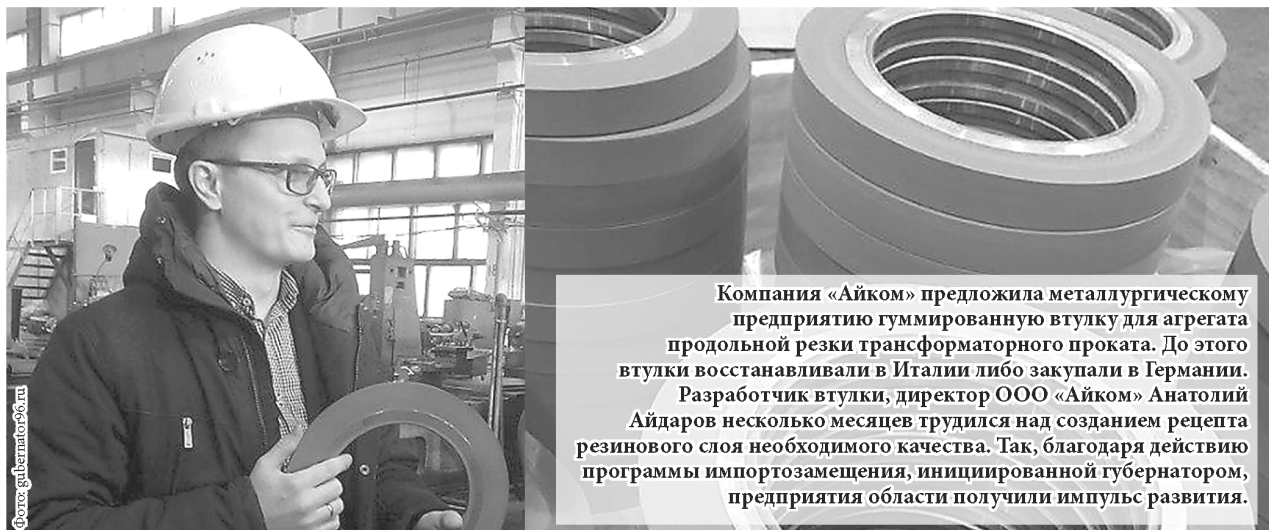 Компания «Айком» предложила металлургическому
предприятию гуммированную втулку для агрегата
продольной резки трансформаторного проката. До этого
втулки восстанавливали в Италии либо закупали в Германии.
Разработчик втулки, директор ООО «Айком» Анатолий
Айдаров несколько месяцев трудился над созданием рецепта
резинового слоя необходимого качества. Так, благодаря действию
программы импортозамещения, инициированной губернатором,
предприятия области получили импульс развития.
Фото: gubernator96.ru